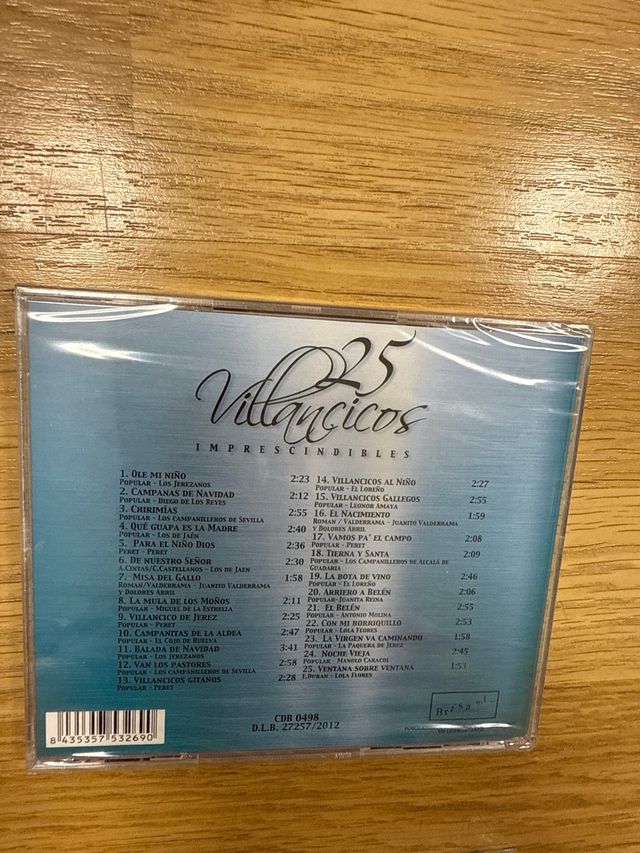 25
Villancicos
IMPRESCINDIBLES
1. OLE MI NIÑO 2:23
POPULAR - LOS JEREZANOS
2. CAMPANAS DE NAVIDAD 2:12
POPULAR - DIEGO DE LOS REYES
3. CHIRIMÍAS 2:55
POPULAR - LOS CAMPANILLEROS DE SEVILLA
4. QUÉ GUAPA ES LA MADRE 2:40
POPULAR - LOS DE JAÉN
5. PARA EL NIÑO DIOS 2:36
PERET - PERET
6. DE NUESTRO SEÑOR 2:30
A.CINTAS/C.CASTELLANOS - LOS DE JAEN
7. MISA DEL GALLO 1:58
ROMAN/VALDERRAMA - JUANITO VALDERRAMA
Y DOLORES ABRIL
8. LA MULA DE LOS MOÑOS 2:11
POPULAR - MIGUEL DE LA ESTRELLA
9. VILLANCICO DE JEREZ 2:25
POPULAR - PERET
10. CAMPANITAS DE LA ALDEA 2:47
POPULAR - EL COJO DE HUELVA
11. BALADA DE NAVIDAD 3:41
POPULAR - LOS JEREZANOS
12. VAN LOS PASTORES 2:58
POPULAR - LOS CAMPANILLEROS DE SEVILLA
13. VILLANCICOS GITANOS 2:28
POPULAR - PERET
14. VILLANCICOS AL NIÑO 2:27
POPULAR - EL LOREÑO
15. VILLANCICOS GALLEGOS 2:55
POPULAR - LEONOR AMAYA
16. EL NACIMIENTO 1:59
ROMAN / VALDERRAMA - JUANITO VALDERRAMA
Y DOLORES ABRIL
17. VAMOS PA' EL CAMPO 2:08
POPULAR - PERET
18. TIERNA Y SANTA 2:09
POPULAR - LOS CAMPANILLEROS DE ALCALÁ DE
GUADARIA
19. LA BOTA DE VINO 2:46
POPULAR - EL LOREÑO
20. ARRIERO A BELÉN 2:06
POPULAR-JUANITA REINA
21. EL BELÉN 2:55
POPULAR - ANTONIO MOLINA
22. CON MI BORRIQUILLO 2:53
POPULAR - LOLA FLORES
23. LA VIRGEN VA CAMINANDO 1:58
POPULAR - LA PAQUERA DE JEREZ
24. NOCHE VIEJA 2:45
POPULAR - MANOLO CARACOL
25. VENTANA SOBRE VENTANA 1:53
E.DURAN - LOLA FLORES
Brisa s.l.
CDB 0498
D.L.B. 27257/2012
8 435357 532690